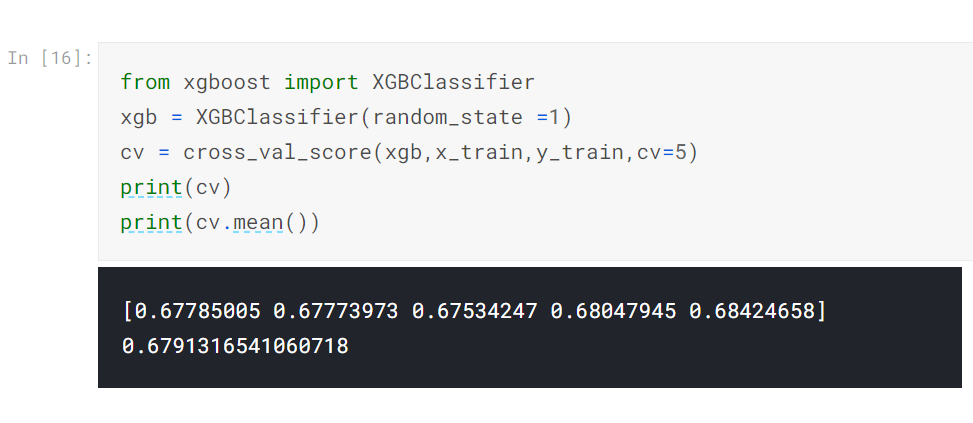 In [16]:
from xgboost import XGBClassifier
xgb = XGBClassifier(random_state =1)
cv = cross_val_score(xgb,x_train,y_train,cv=5)
print(cv)
print(cv.mean())
[0.67785005 0.67773973 0.67534247 0.68047945 0.68424658]
0.6791316541060718